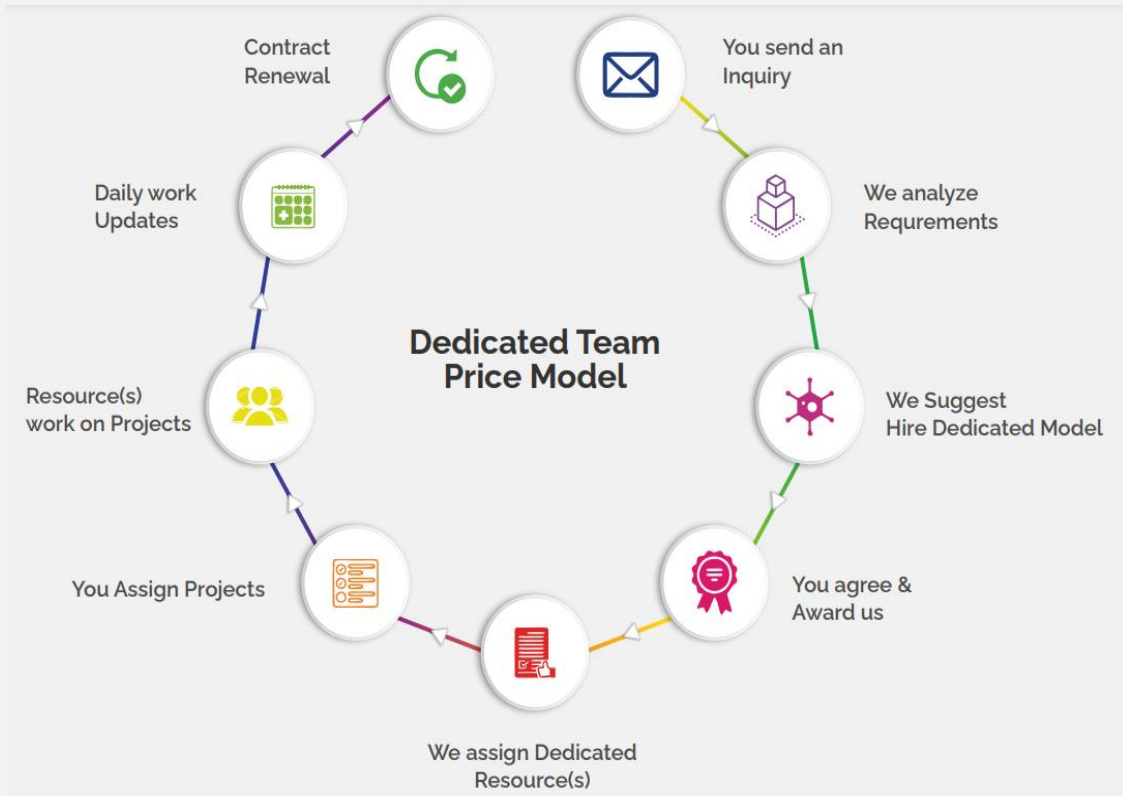 Dedicated Team
Price Model
You send an
Inquiry
We analyze
Requrements
We Suggest
Hire Dedicated Model
You agree &
Award us
We assign Dedicated
Resource(s)
You Assign Projects
Resource(s)
work on Projects
Daily work
Updates
Contract
Renewal